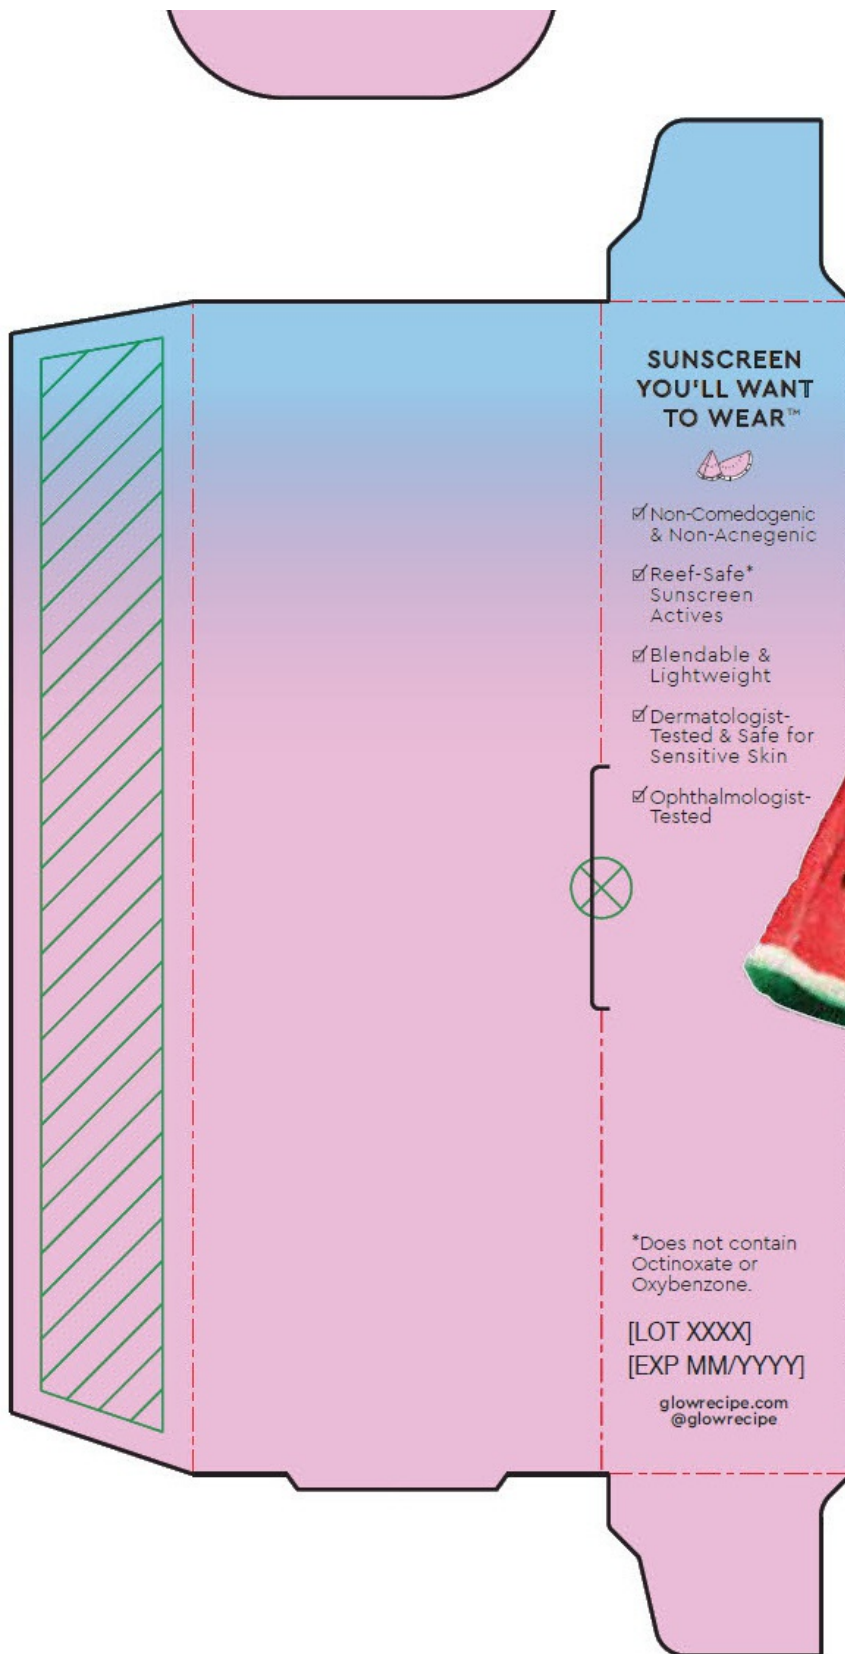 SUNSCREEN
YOU'LL WANT
TO WEAR™
☑ Non-Comedogenic
& Non-Acnegenic
☑ Reef-Safe*
Sunscreen
Actives
☑ Blendable &
Lightweight
☑ Dermatologist-
Tested & Safe for
Sensitive Skin
☑ Ophthalmologist-
Tested
*Does not contain
Octinoxate or
Oxybenzone.
[LOT XXXX]
[EXP MM/YYYY]
glowrecipe.com
@glowrecipe